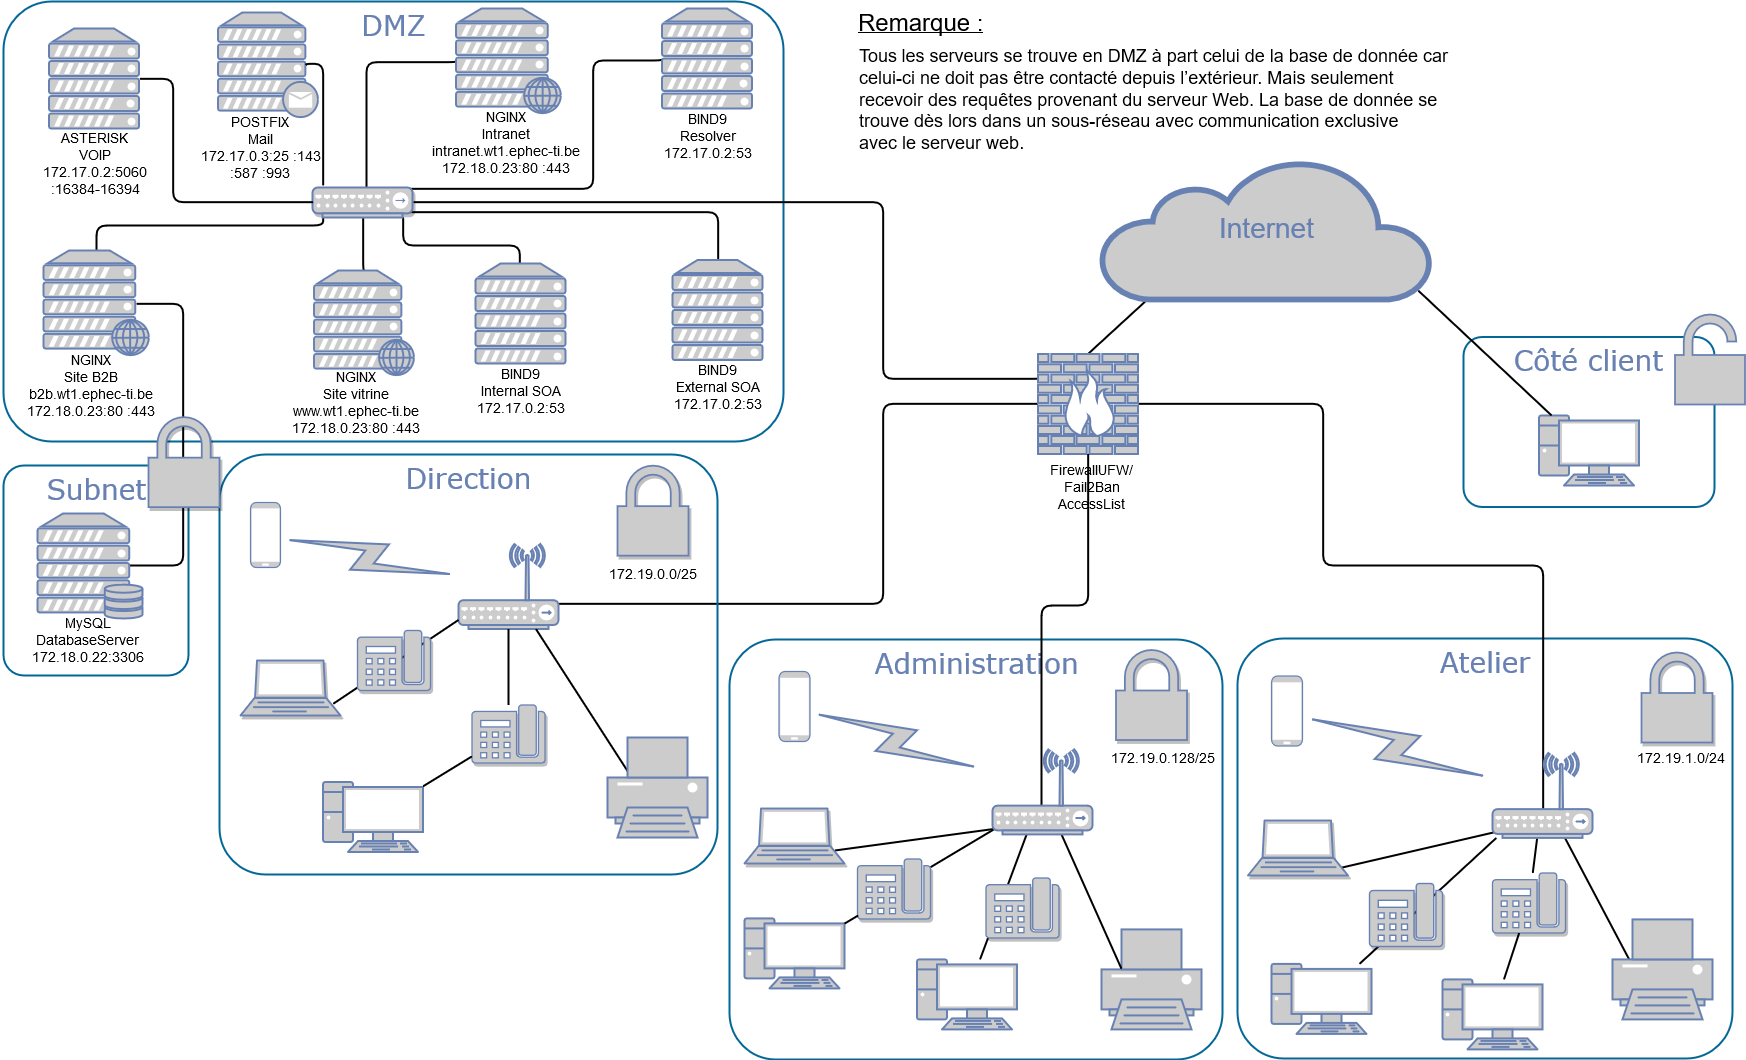 DMZ
Remarque :
Tous les serveurs se trouve en DMZ à part celui de la base de donnée car
celui-ci ne doit pas être contacté depuis l'extérieur. Mais seulement
recevoir des requêtes provenant du serveur Web. La base de donnée se
trouve dès lors dans un sous-réseau avec communication exclusive
avec le serveur web.
ASTERISK
VOIP
172.17.0.2:5060
:16384-16394
POSTFIX
Mail
172.17.0.3:25 :143
:587 :993
NGINX
Intranet
intranet.wt1.ephec-ti.be
172.18.0.23:80 :443
BIND9
Resolver
172.17.0.2:53
NGINX
Site B2B
b2b.wt1.ephec-ti.be
172.18.0.23:80 :443
NGINX
Site vitrine
www.wt1.ephec-ti.be
172.18.0.23:80 :443
BIND9
Internal SOA
172.17.0.2:53
BIND9
External SOA
172.17.0.2:53
Internet
Côté client
FirewallUFW/
Fail2Ban
AccessList
Subnet
MySQL
DatabaseServer
172.18.0.22:3306
Direction
172.19.0.0/25
Administration
172.19.0.128/25
Atelier
172.19.1.0/24